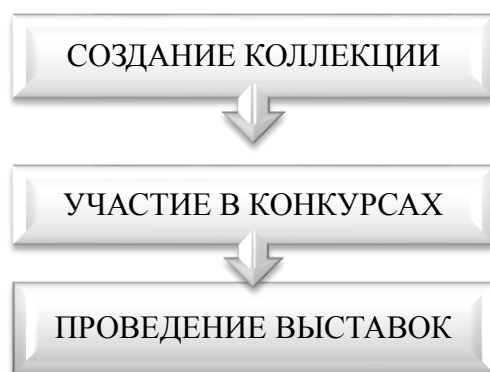 СОЗДАНИЕ КОЛЛЕКЦИИ
УЧАСТИЕ В КОНКУРСАХ
ПРОВЕДЕНИЕ ВЫСТАВОК